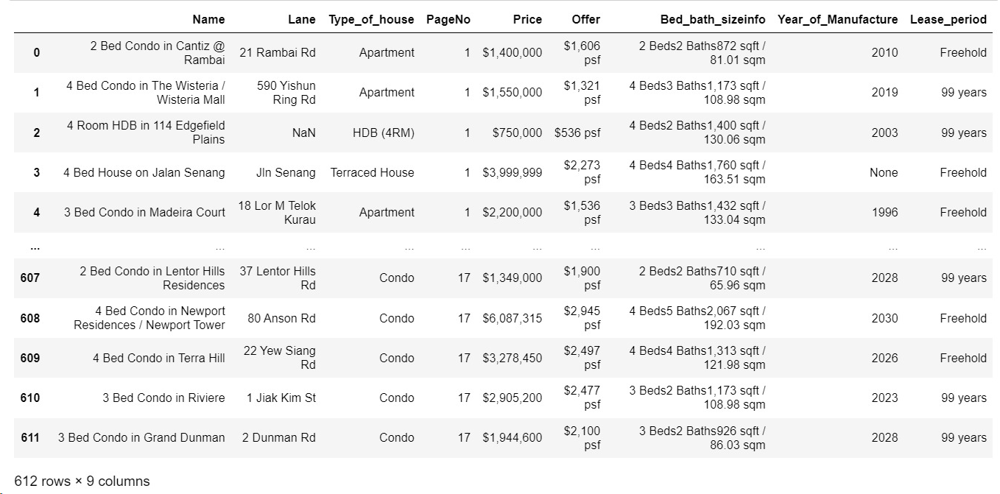 Name Lane Type_of_house PageNo Price Offer Bed_bath_sizeinfo Year_of_Manufacture Lease_period
0 2 Bed Condo in Cantiz @ Rambai 21 Rambai Rd Apartment 1 $1,400,000 $1,606 psf 2 Beds2 Baths872 sqft / 81.01 sqm 2010 Freehold
1 4 Bed Condo in The Wisteria / Wisteria Mall 590 Yishun Ring Rd Apartment 1 $1,550,000 $1,321 psf 4 Beds3 Baths1,173 sqft / 108.98 sqm 2019 99 years
2 4 Room HDB in 114 Edgefield Plains NaN HDB (4RM) 1 $750,000 $536 psf 4 Beds2 Baths1,400 sqft / 130.06 sqm 2003 99 years
3 4 Bed House on Jalan Senang Jln Senang Terraced House 1 $3,999,999 $2,273 psf 4 Beds4 Baths1,760 sqft / 163.51 sqm None Freehold
4 3 Bed Condo in Madeira Court 18 Lor M Telok Kurau Apartment 1 $2,200,000 $1,536 psf 3 Beds3 Baths1,432 sqft / 133.04 sqm 1996 Freehold
... ... ... ... ... ... ... ... ... ...
607 2 Bed Condo in Lentor Hills Residences 37 Lentor Hills Rd Condo 17 $1,349,000 $1,900 psf 2 Beds2 Baths710 sqft / 65.96 sqm 2028 99 years
608 4 Bed Condo in Newport Residences / Newport Tower 80 Anson Rd Condo 17 $6,087,315 $2,945 psf 4 Beds5 Baths2,067 sqft / 192.03 sqm 2030 Freehold
609 4 Bed Condo in Terra Hill 22 Yew Siang Rd Condo 17 $3,278,450 $2,497 psf 4 Beds4 Baths1,313 sqft / 121.98 sqm 2026 Freehold
610 3 Bed Condo in Riviere 1 Jiak Kim St Condo 17 $2,905,200 $2,477 psf 3 Beds2 Baths1,173 sqft / 108.98 sqm 2023 99 years
611 3 Bed Condo in Grand Dunman 2 Dunman Rd Condo 17 $1,944,600 $2,100 psf 3 Beds2 Baths926 sqft / 86.03 sqm 2028 99 years
612 rows × 9 columns